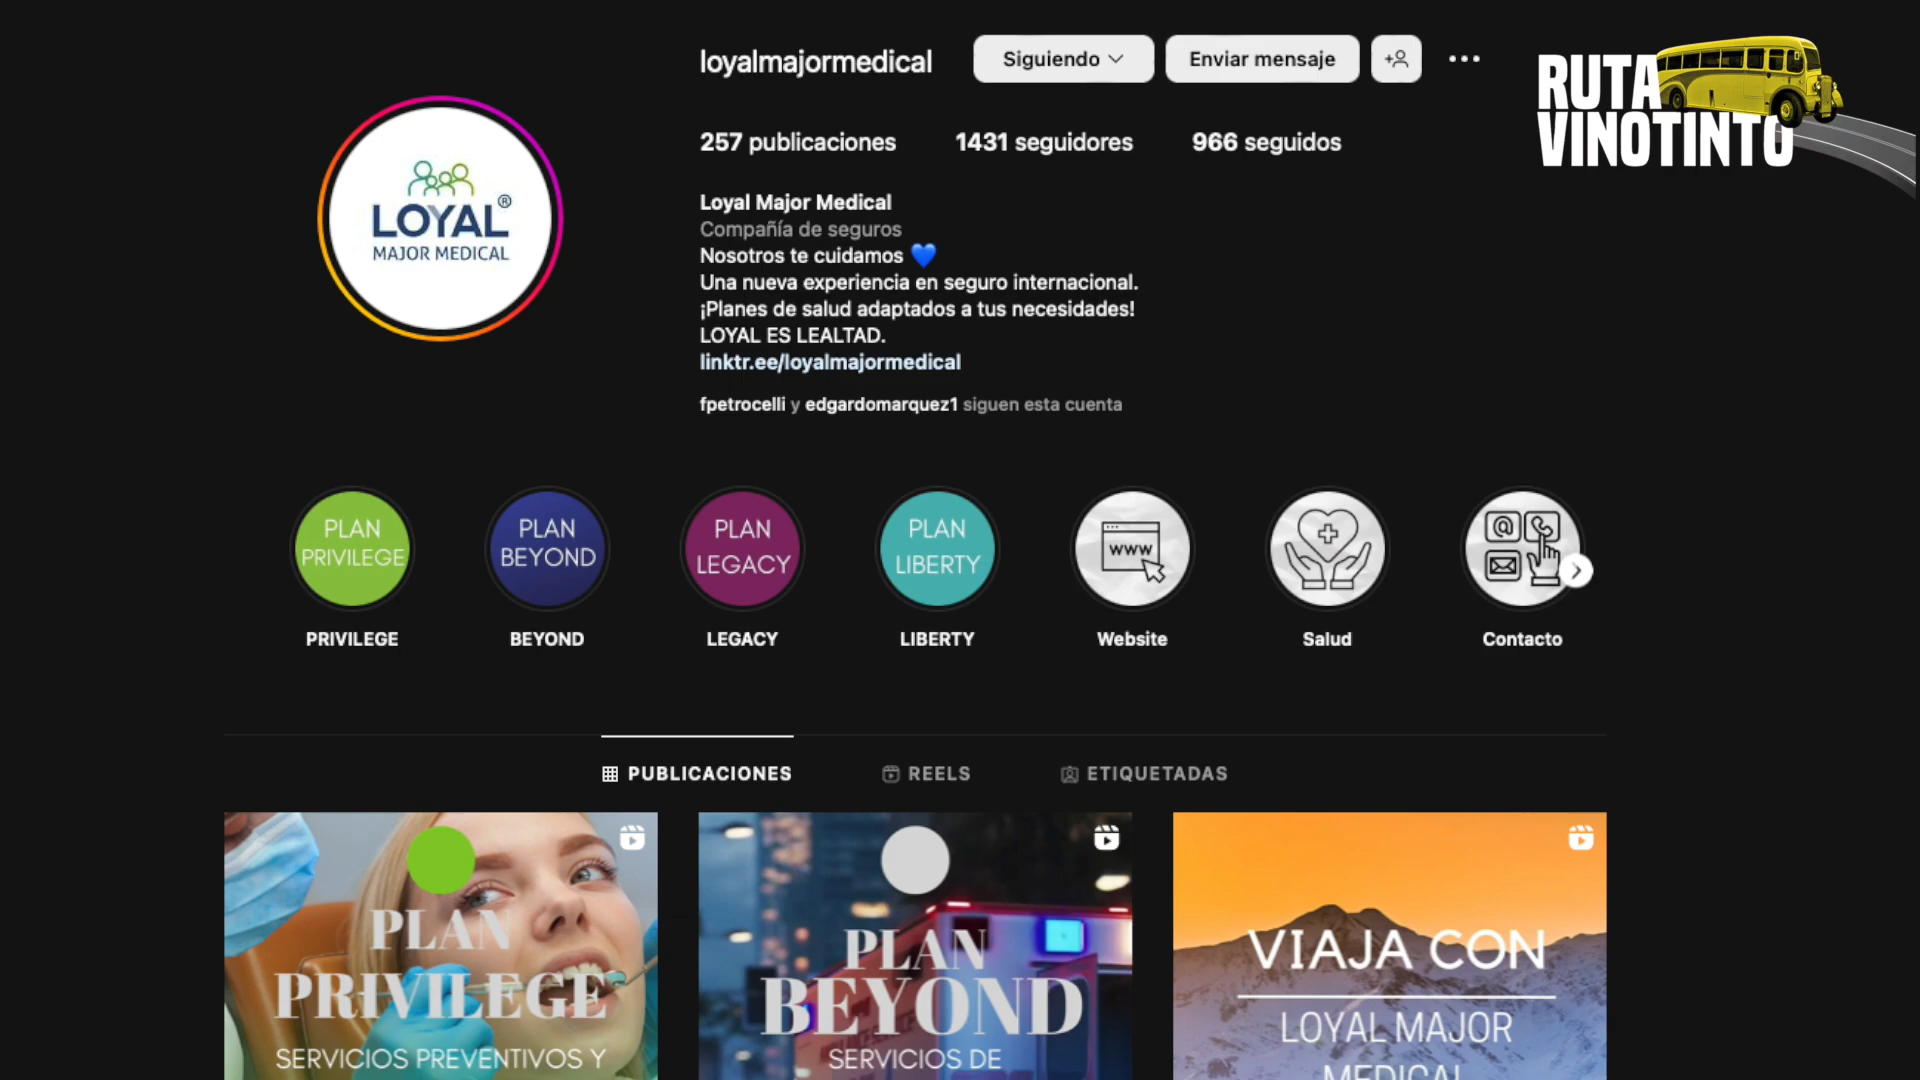 loyalmajormedical
Siguiendo
Enviar mensaje
RUTA
VINOTINTO
257 publicaciones
1431 seguidores
966 seguidos
LOYAL®
MAJOR MEDICAL
Loyal Major Medical
Compañía de seguros
Nosotros te cuidamos 💙
Una nueva experiencia en seguro internacional.
¡Planes de salud adaptados a tus necesidades!
LOYAL ES LEALTAD.
linktr.ee/loyalmajormedical
fpetrocelli y edgardomarquez1 siguen esta cuenta
PLAN
PRIVILEGE
PLAN
BEYOND
PLAN
LEGACY
PLAN
LIBERTY
WWW
@
PRIVILEGE
BEYOND
LEGACY
LIBERTY
Website
Salud
Contacto
PUBLICACIONES
REELS
ETIQUETADAS
PLAN
PRIVILEGE
SERVICIOS PREVENTIVOS Y
PLAN
BEYOND
SERVICIOS DE
VIAJA CON
LOYAL MAJOR
MEDICAL